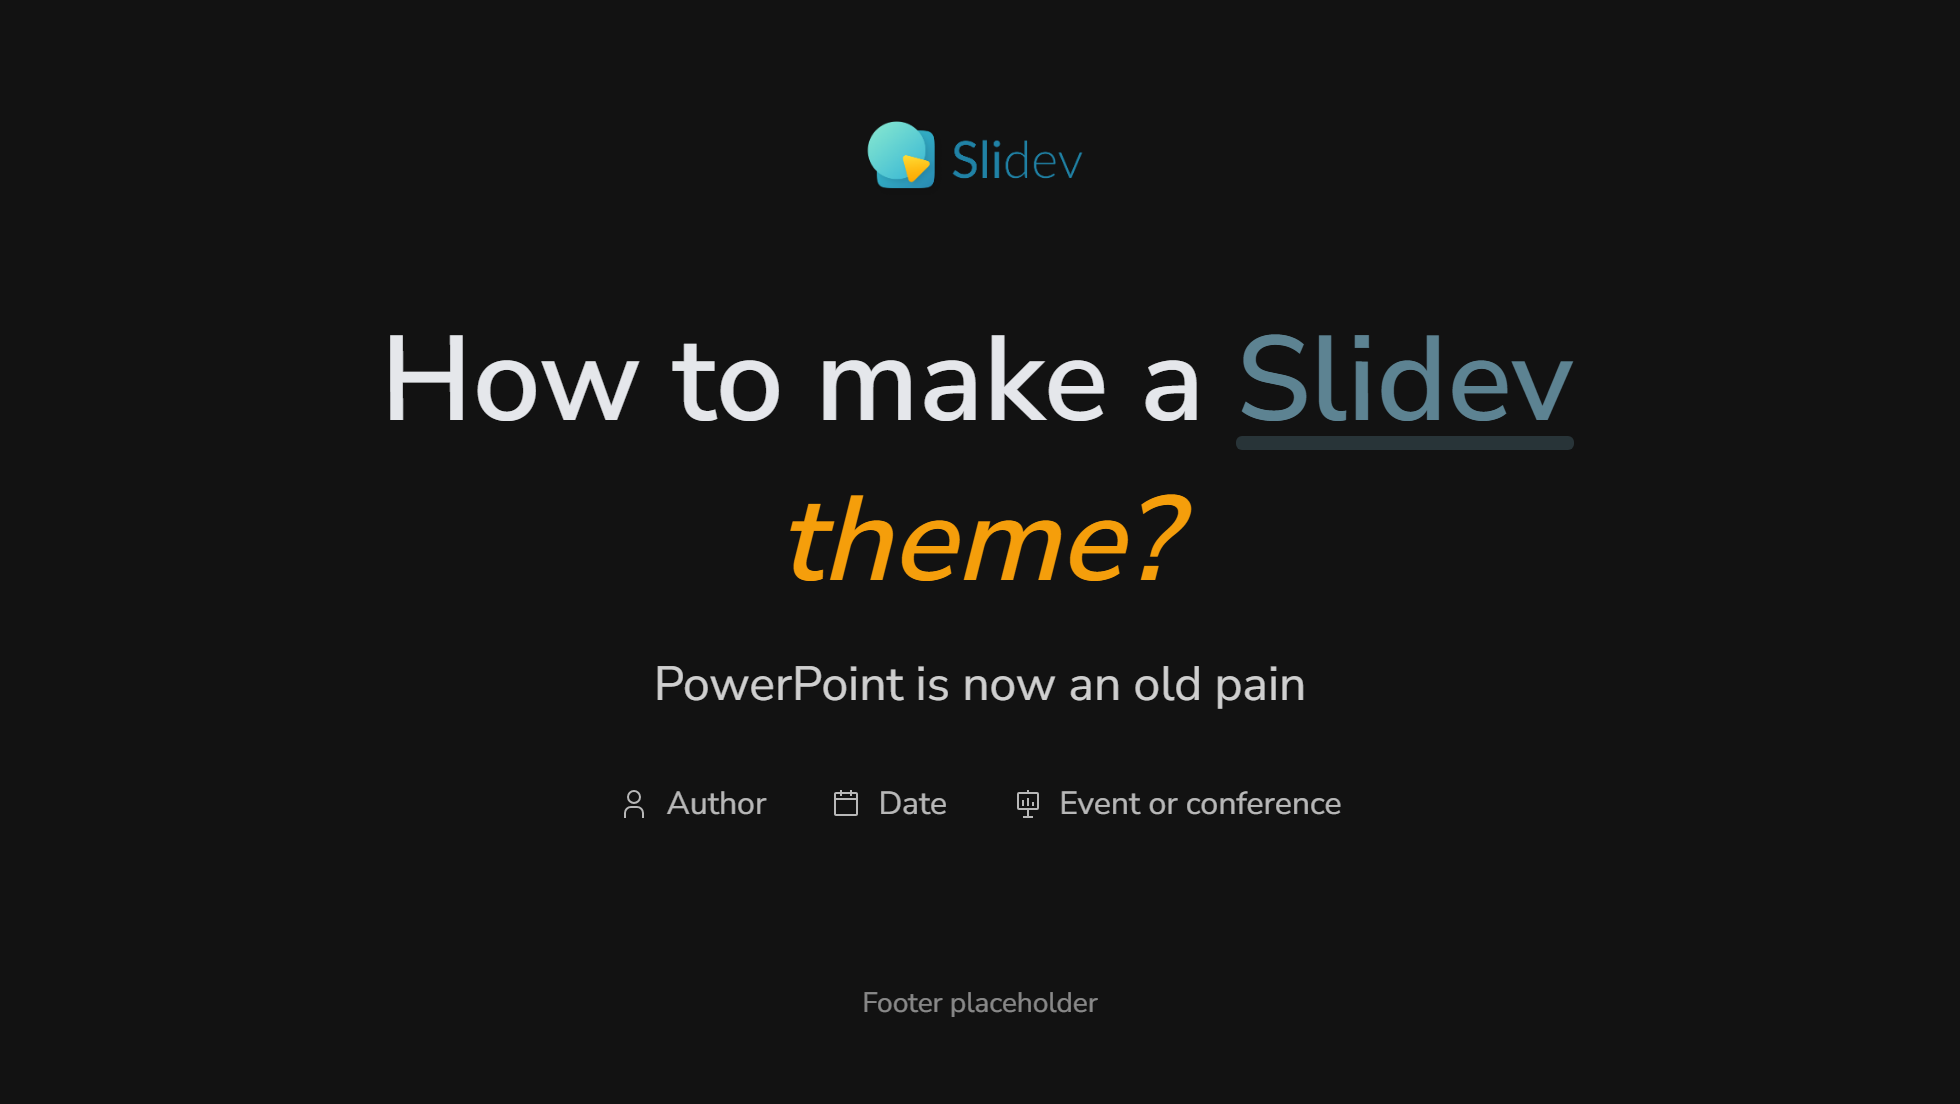 Slidev
How to make a Slidev
theme?
PowerPoint is now an old pain
Author Date Event or conference
Footer placeholder